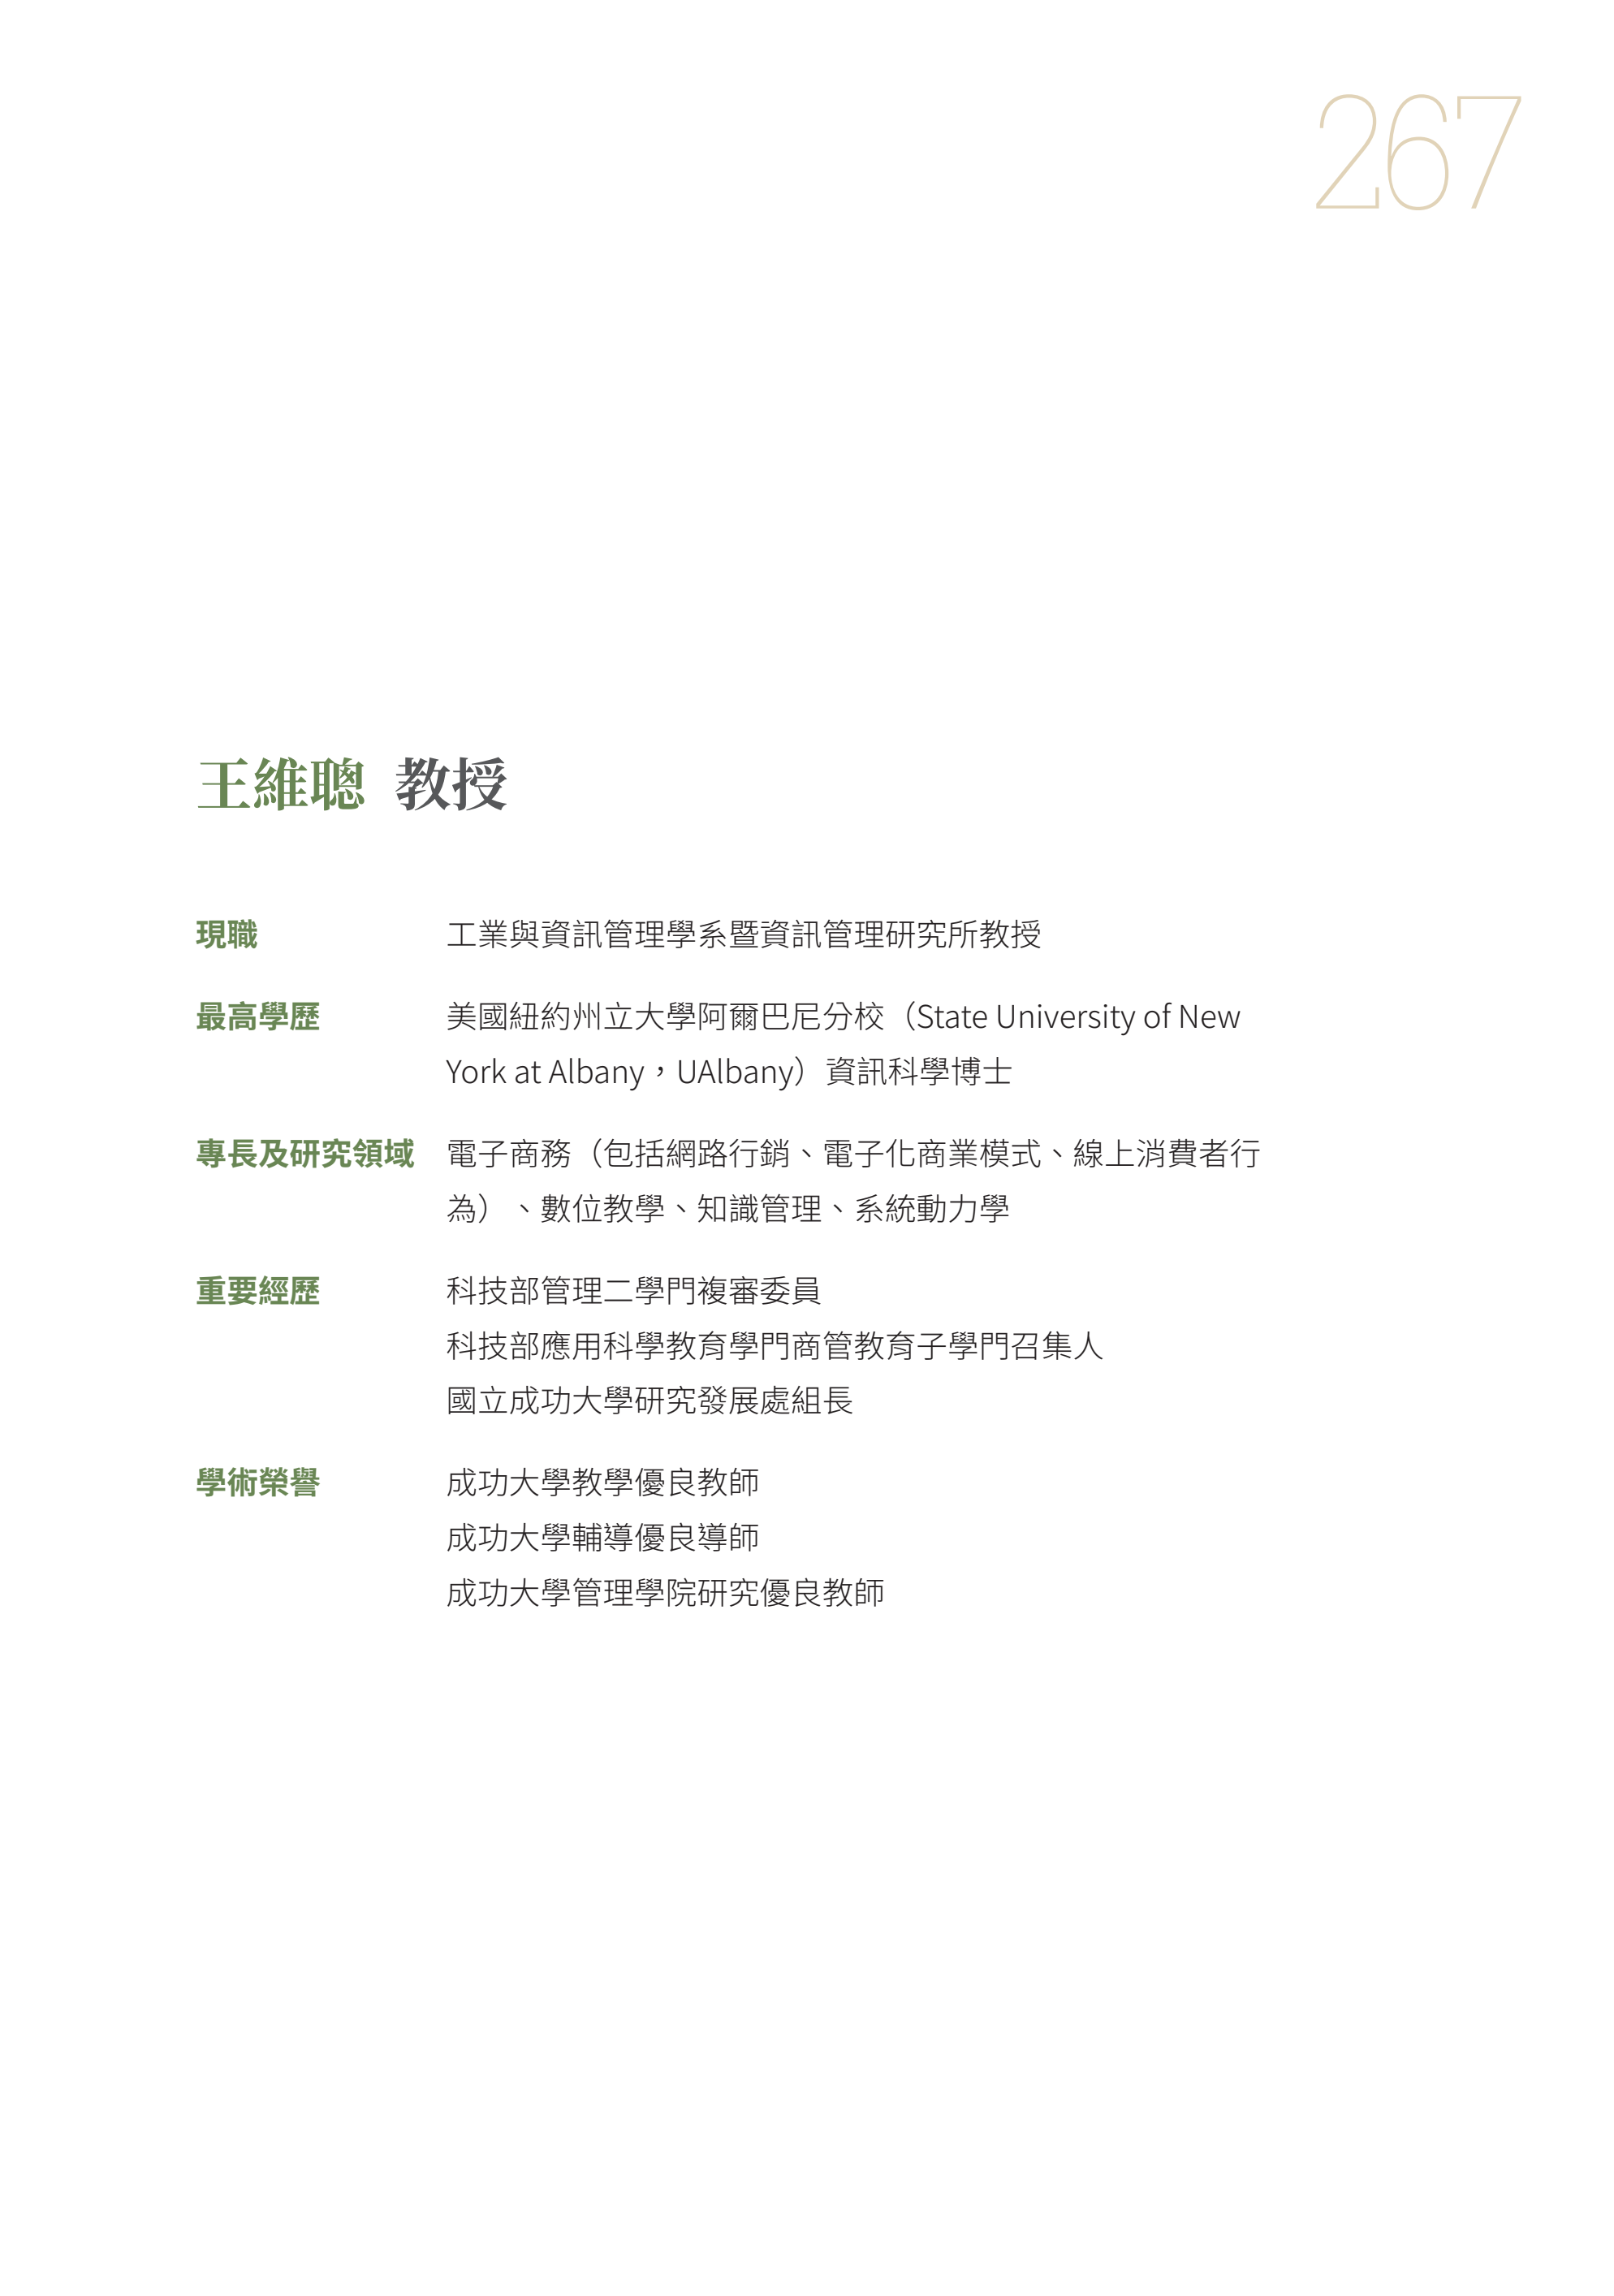 267
王維聰 教授
現職 工業與資訊管理學系暨資訊管理研究所教授
最高學歷 美國紐約州立大學阿爾巴尼分校（State University of New
York at Albany，UAlbany）資訊科學博士
專長及研究領域 電子商務（包括網路行銷、電子化商業模式、線上消費者行
為）、數位教學、知識管理、系統動力學
重要經歷 科技部管理二學門複審委員
科技部應用科學教育學門商管教育子學門召集人
國立成功大學研究發展處組長
學術榮譽 成功大學教學優良教師
成功大學輔導優良導師
成功大學管理學院研究優良教師